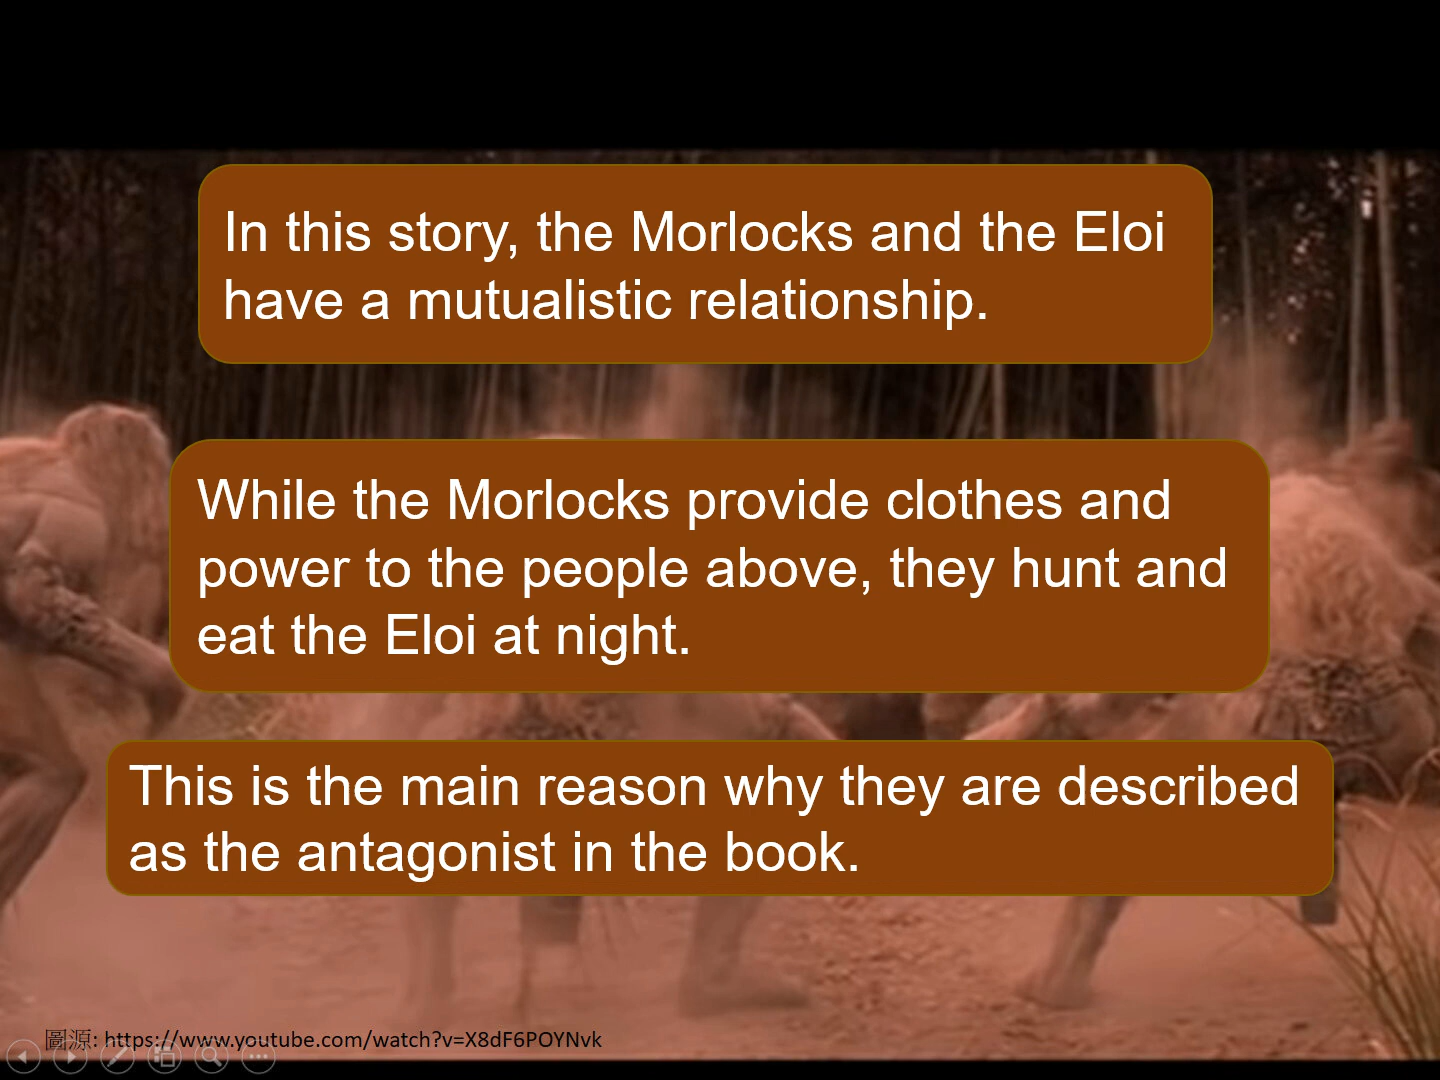 In this story, the Morlocks and the Eloi
have a mutualistic relationship.
While the Morlocks provide clothes and
power to the people above, they hunt and
eat the Eloi at night.
This is the main reason why they are described
as the antagonist in the book.
圖源: https://www.youtube.com/watch?v=X8dF6POYNvk